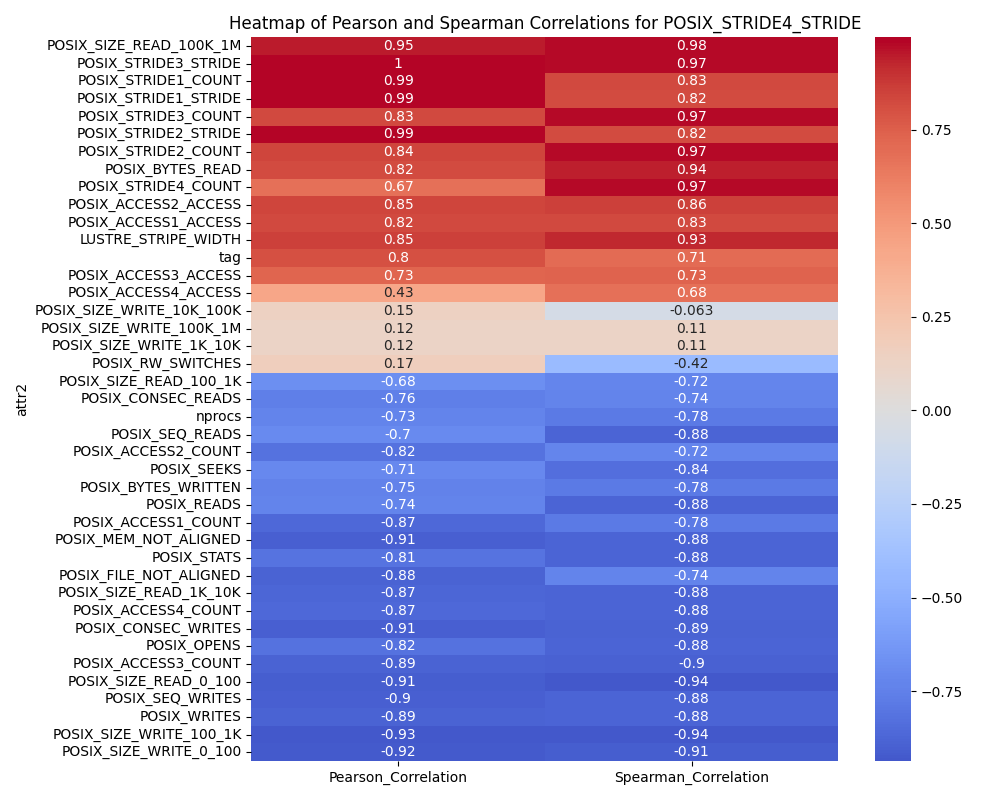 Heatmap of Pearson and Spearman Correlations for POSIX_STRIDE4_STRIDE
POSIX_SIZE_READ_100K_1M 0.95 0.98
POSIX_STRIDE3_STRIDE 1 0.97
POSIX_STRIDE1_COUNT 0.99 0.83
POSIX_STRIDE1_STRIDE 0.99 0.82
POSIX_STRIDE3_COUNT 0.83 0.97
POSIX_STRIDE2_STRIDE 0.99 0.82
POSIX_STRIDE2_COUNT 0.84 0.97
POSIX_BYTES_READ 0.82 0.94
POSIX_STRIDE4_COUNT 0.67 0.97
POSIX_ACCESS2_ACCESS 0.85 0.86
POSIX_ACCESS1_ACCESS 0.82 0.83
LUSTRE_STRIPE_WIDTH 0.85 0.93
tag 0.8 0.71
POSIX_ACCESS3_ACCESS 0.73 0.73
POSIX_ACCESS4_ACCESS 0.43 0.68
POSIX_SIZE_WRITE_10K_100K 0.15 -0.063
POSIX_SIZE_WRITE_100K_1M 0.12 0.11
POSIX_SIZE_WRITE_1K_10K 0.12 0.11
POSIX_RW_SWITCHES 0.17 -0.42
POSIX_SIZE_READ_100_1K -0.68 -0.72
POSIX_CONSEC_READS -0.76 -0.74
nprocs -0.73 -0.78
POSIX_SEQ_READS -0.7 -0.88
POSIX_ACCESS2_COUNT -0.82 -0.72
POSIX_SEEKS -0.71 -0.84
POSIX_BYTES_WRITTEN -0.75 -0.78
POSIX_READS -0.74 -0.88
POSIX_ACCESS1_COUNT -0.87 -0.78
POSIX_MEM_NOT_ALIGNED -0.91 -0.88
POSIX_STATS -0.81 -0.88
POSIX_FILE_NOT_ALIGNED -0.88 -0.74
POSIX_SIZE_READ_1K_10K -0.87 -0.88
POSIX_ACCESS4_COUNT -0.87 -0.88
POSIX_CONSEC_WRITES -0.91 -0.89
POSIX_OPENS -0.82 -0.88
POSIX_ACCESS3_COUNT -0.89 -0.9
POSIX_SIZE_READ_0_100 -0.91 -0.94
POSIX_SEQ_WRITES -0.9 -0.88
POSIX_WRITES -0.89 -0.88
POSIX_SIZE_WRITE_100_1K -0.93 -0.94
POSIX_SIZE_WRITE_0_100 -0.92 -0.91
attr2
Pearson_Correlation Spearman_Correlation
0.75
0.50
0.25
0.00
-0.25
-0.50
-0.75